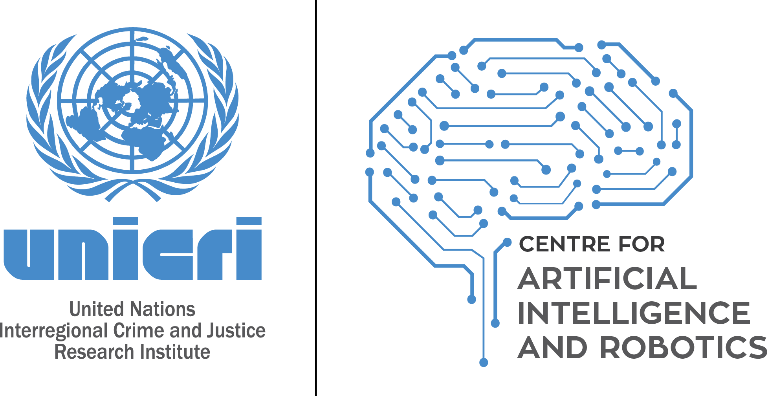 unicri
United Nations
Interregional Crime and Justice
Research Institute
CENTRE FOR
ARTIFICIAL
INTELLIGENCE
AND ROBOTICS